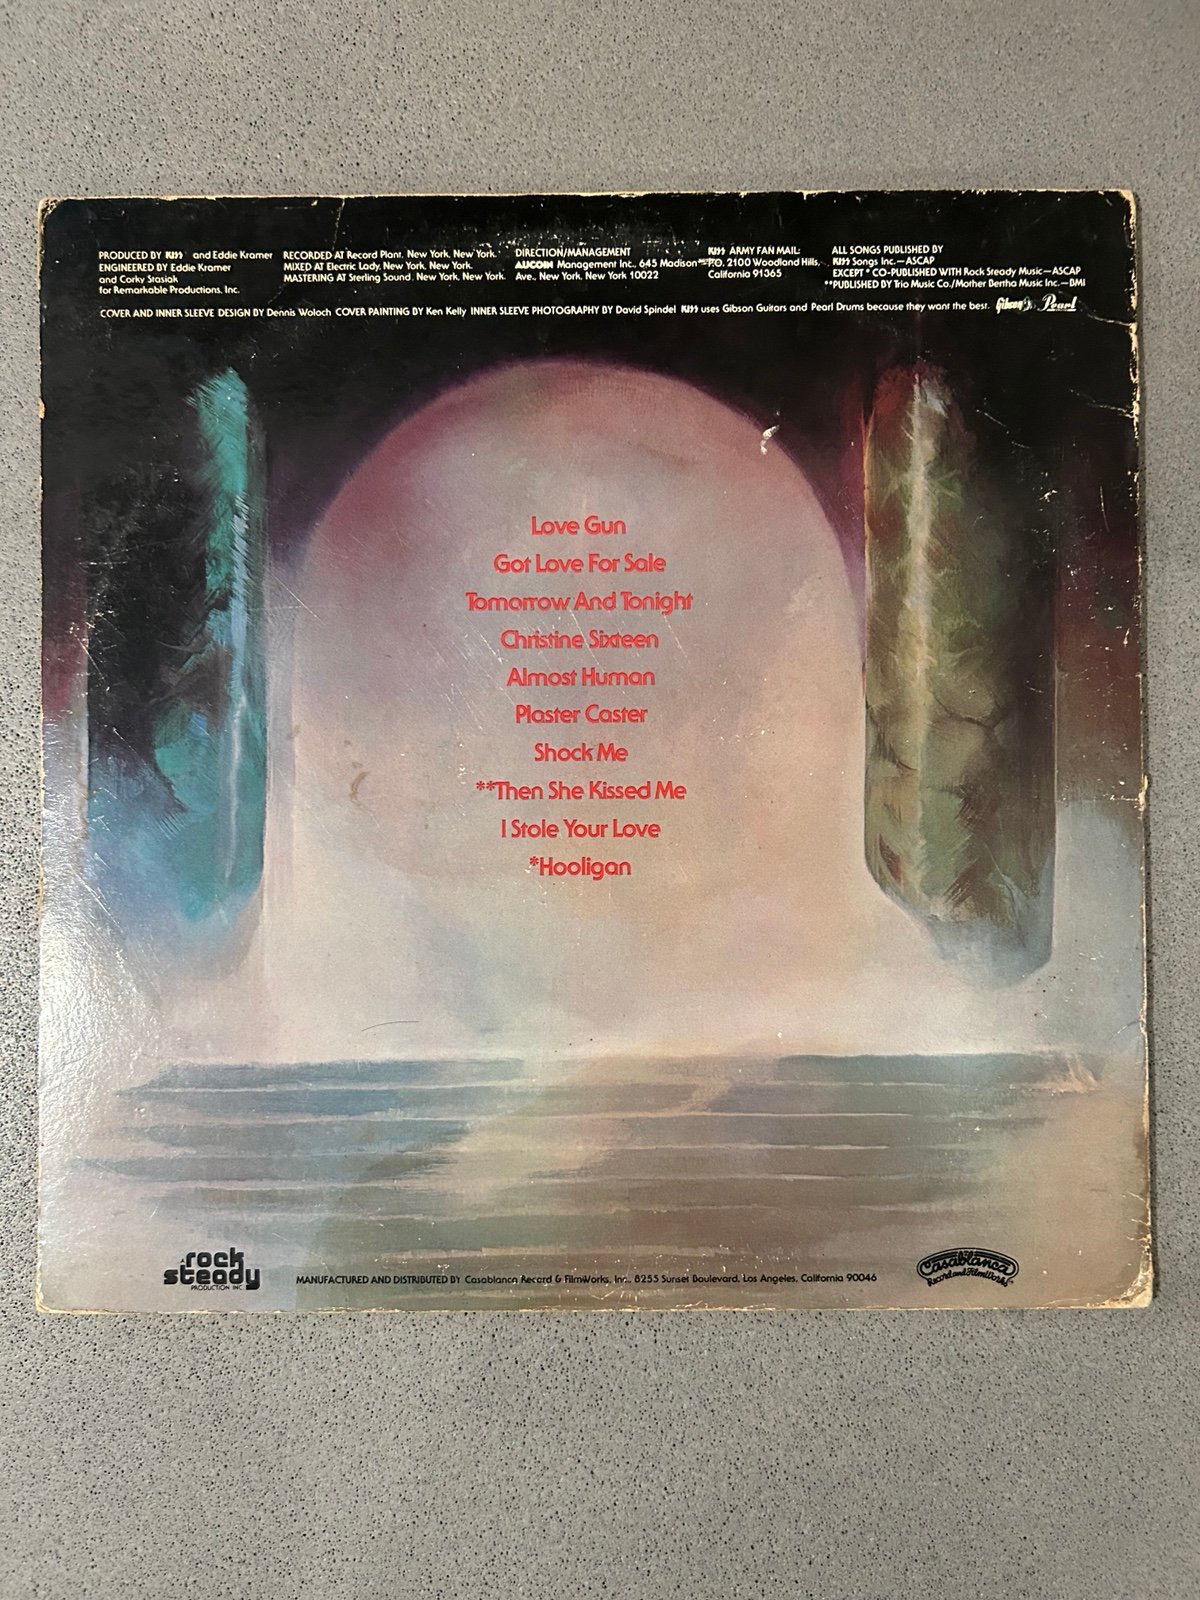 PRODUCED BY KISS and Eddie Kramer
ENGINEERED BY Eddie Kramer
and Corky Stasiak
for Remarkable Productions, Inc.
RECORDED AT Record Plant, New York, New York.
MIXED AT Electric Lady, New York, New York.
MASTERING AT Sterling Sound, New York, New York
DIRECTION/MANAGEMENT
AUCOIN Management Inc., 645 Madison
Ave., New York, New York 10022
KISS ARMY FAN MAIL:
P.O. 2100 Woodland Hills,
California 91365
ALL SONGS PUBLISHED BY
KISS Songs Inc.—ASCAP
EXCEPT * CO-PUBLISHED WITH Rock Steady Music—ASCAP
**PUBLISHED BY Trio Music Co./Mother Bertha Music Inc.—BMI
COVER AND INNER SLEEVE DESIGN BY Dennis Woloch COVER PAINTING BY Ken Kelly INNER SLEEVE PHOTOGRAPHY BY David Spindel KISS uses Gibson Guitars and Pearl Drums because they want the best. Gibson Pearl
Love Gun
Got Love For Sale
Tomorrow And Tonight
Christine Sixteen
Almost Human
Plaster Caster
Shock Me
**Then She Kissed Me
I Stole Your Love
*Hooligan
rock
steady
PRODUCTION INC
MANUFACTURED AND DISTRIBUTED BY Casablanca Record & FilmWorks, Inc., 8255 Sunset Boulevard, Los Angeles, California 90046
Casablanca
Record and FilmWorks